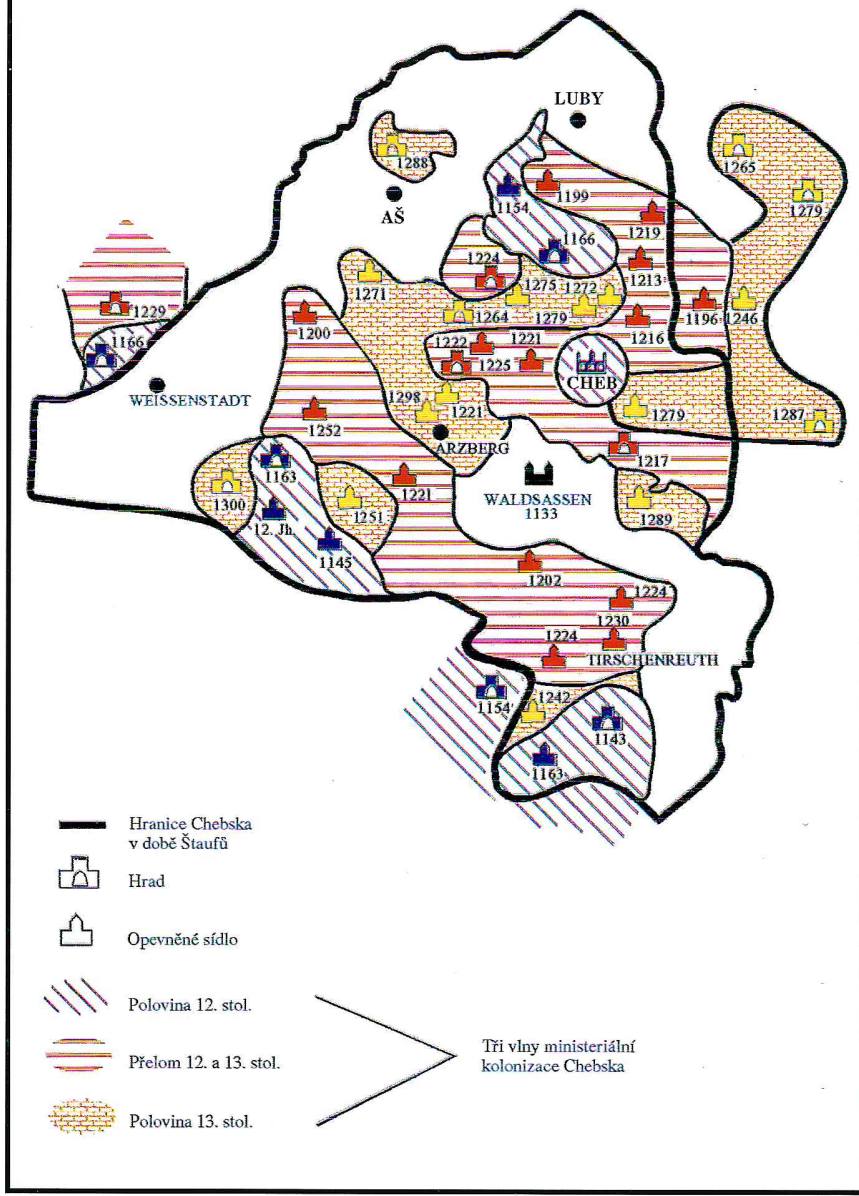 LUBY
1265
1288
1199
1154
1279
AŠ
1219
1166
1224
1213
1271
1275
1272
1229
1264
1279
1196
1246
1200
1216
1166
1222
1221
1225
CHEB
WEISSENSTADT
1298
1221
1279
1287
1252
ARZBERG
1163
1217
1221
WALDSASSEN
1133
1300
1251
1289
12. Jh.
1145
1202
1224
1230
1224
TIRSCHENREUTH
1242
1154
1143
1163
Hranice Chebska
v době Štaufů
Hrad
Opevněné sídlo
Polovina 12. stol.
Přelom 12. a 13. stol.
Polovina 13. stol.
Tři vlny ministeriální
kolonizace Chebska